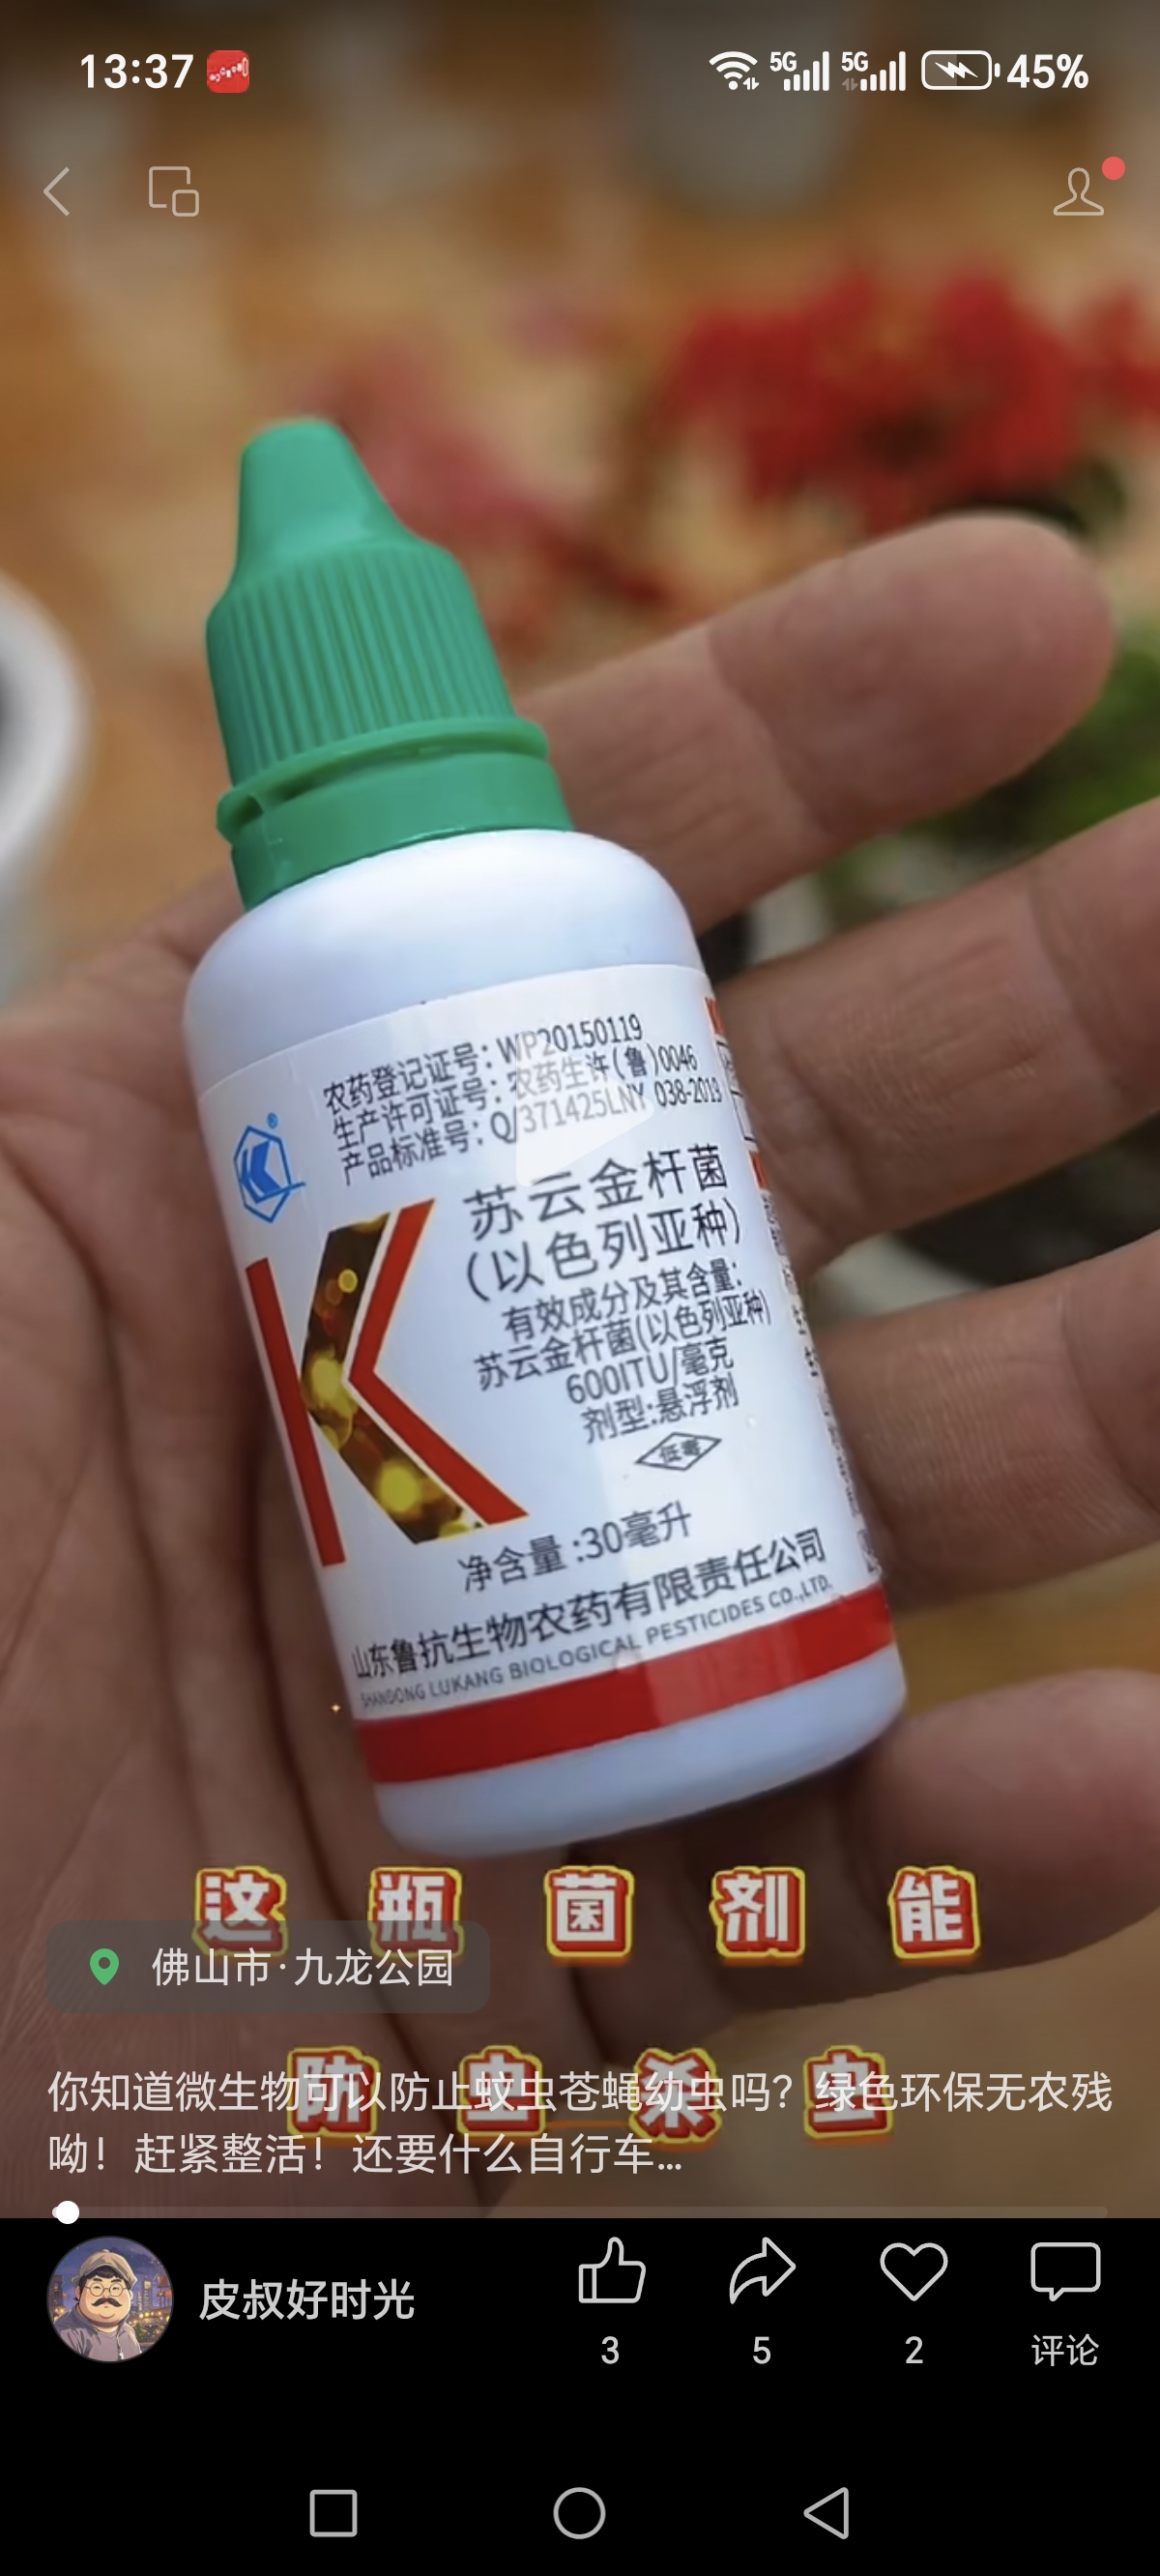 13:37
5G 5G 45%
农药登记证号：WP20150119
生产许可证号：农药生许(鲁)0046
产品标准号：Q/371425LNY 038-2019
K
苏云金杆菌
(以色列亚种)
有效成分及其含量：
苏云金杆菌(以色列亚种)
600ITU/毫克
剂型:悬浮剂
低毒
净含量:30毫升
山东鲁抗生物农药有限责任公司
SHANDONG LUKANG BIOLOGICAL PESTICIDES CO.,LTD.
这瓶菌剂能
佛山市·九龙公园
防虫杀虫
你知道微生物可以防止蚊虫苍蝇幼虫吗？绿色环保无农残
呦！赶紧整活！还要什么自行车...
皮叔好时光
3
5
2
评论